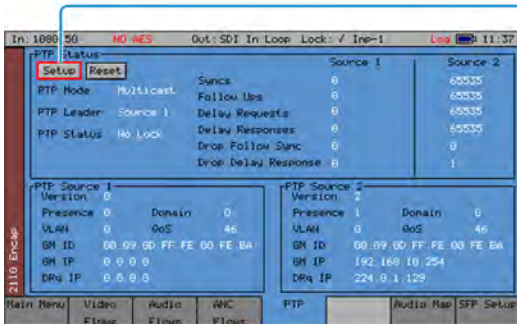 In: 1080i50 NO AES Out: SDI In Loop Lock: √ Inp-1 Log 11:37
PTP Status
Source 1 Source 2
Setup Reset
Syncs 0 65535
PTP Mode Multicast
Follow Ups 0 65535
PTP Leader Source 1
Delay Requests 0 65535
PTP Status No Lock
Delay Responses 0 65535
Drop Follow Sync 0 0
Drop Delay Response 0 1
PTP Source 1
Version 0
Presence 0 Domain 0
VLAN 0 QoS 46
GM ID 00 09 0D FF FE 00 FE BA
GM IP 0.0.0.0
DRq IP 0.0.0.0
PTP Source 2
Version 2
Presence 1 Domain 0
VLAN 0 QoS 46
GM ID 00 09 0D FF FE 00 FE BA
GM IP 192.168.10.254
DRq IP 224.0.1.129
2110 Encap
Main Menu Video Flows Audio Flows ANC Flows PTP Audio Map SFP Setup